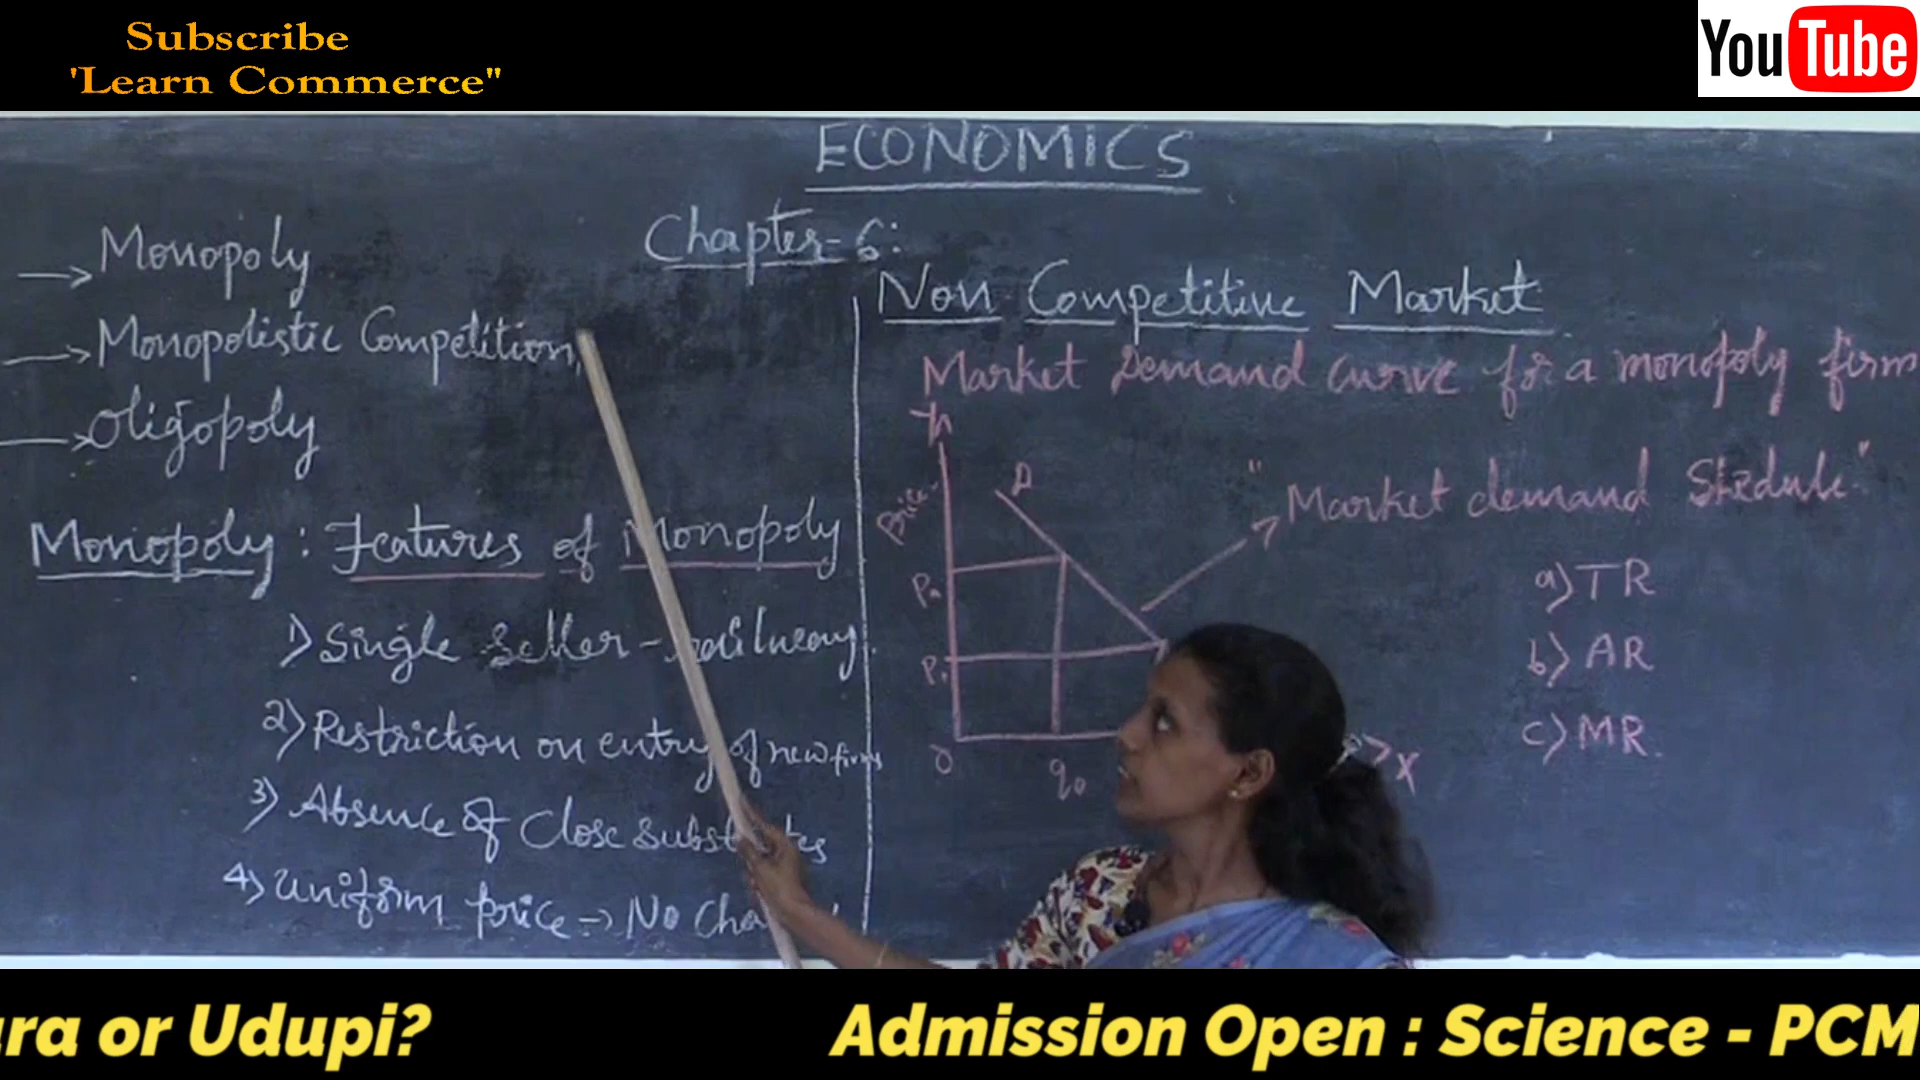 Subscribe
'Learn Commerce"
YouTube
ECONOMICS
Chapter-6:
Non Competitive Market
→ Monopoly
→ Monopolistic Competition,
→ Oligopoly
Monopoly : Features of Monopoly
1) Single Seller - railway.
2) Restriction on entry of new firms
3) Absence of Close substitutes
4) Uniform price → No Cha
Market Demand curve for a monopoly firm
Price
D
"Market demand Shedule"
P0
P1
O
q0
X
a) TR
b) AR
c) MR.
ra or Udupi?
Admission Open : Science - PCM